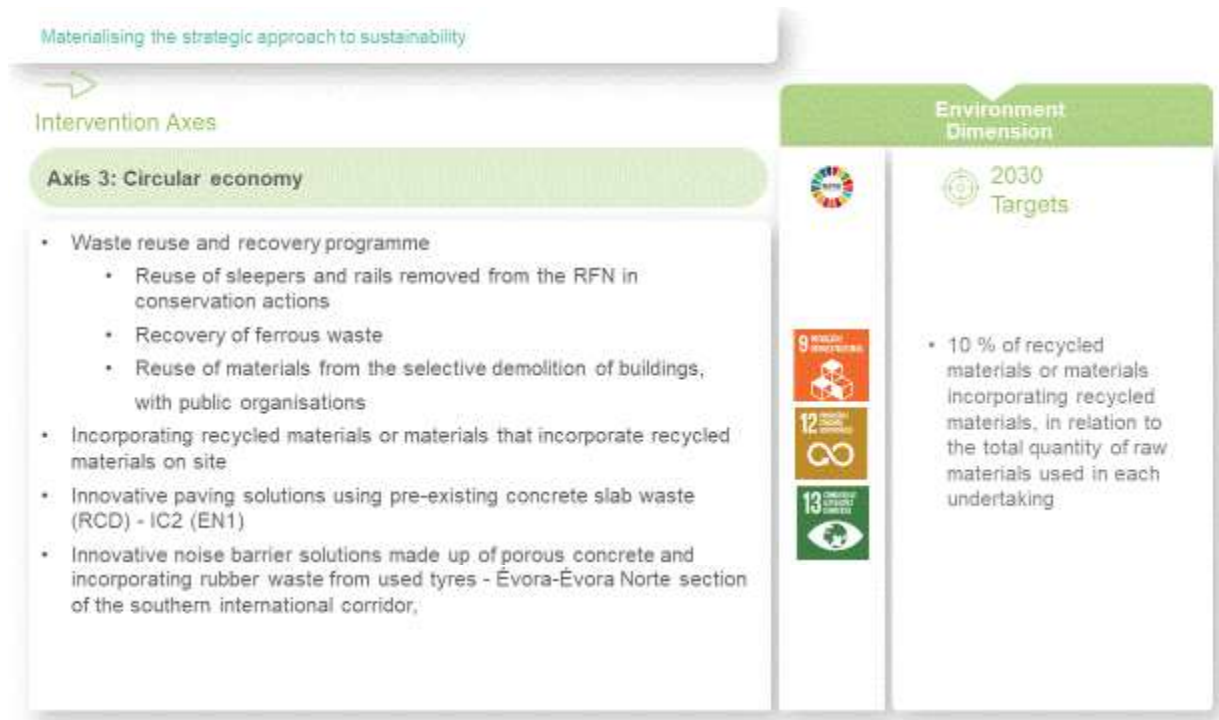 Materialising the strategic approach to sustainability
Intervention Axes
Axis 3: Circular economy
• Waste reuse and recovery programme
• Reuse of sleepers and rails removed from the RFN in
conservation actions
• Recovery of ferrous waste
• Reuse of materials from the selective demolition of buildings,
with public organisations
• Incorporating recycled materials or materials that incorporate recycled
materials on site
• Innovative paving solutions using pre-existing concrete slab waste
(RCD) - IC2 (EN1)
• Innovative noise barrier solutions made up of porous concrete and
incorporating rubber waste from used tyres - Évora-Évora Norte section
of the southern international corridor,
Environment
Dimension
2030
Targets
9
12
13
• 10 % of recycled
materials or materials
incorporating recycled
materials, in relation to
the total quantity of raw
materials used in each
undertaking